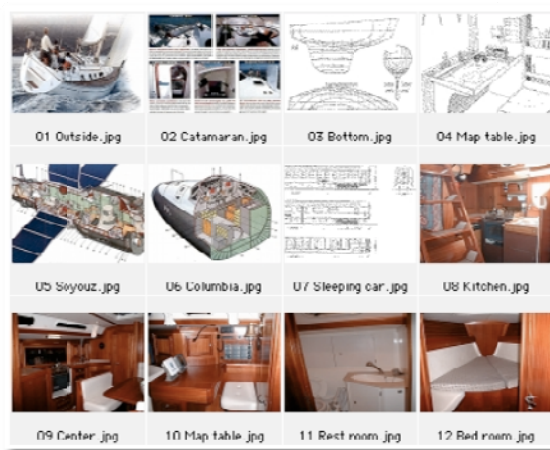 01 Outside.jpg
02 Catamaran.jpg
03 Bottom.jpg
04 Map table.jpg
05 Soyouz.jpg
06 Columbia.jpg
07 Sleeping car.jpg
08 Kitchen.jpg
09 Center.jpg
10 Map table.jpg
11 Rest room.jpg
12 Bed room.jpg